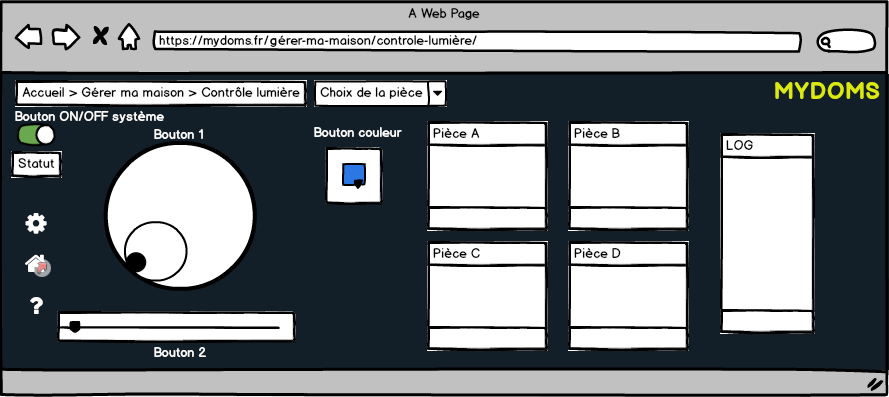 A Web Page
https://mydoms.fr/gérer-ma-maison/controle-lumière/
Accueil > Gérer ma maison > Contrôle lumière
Choix de la pièce
MYDOMS
Bouton ON/OFF système
Bouton 1
Bouton couleur
Statut
Pièce A
Pièce B
LOG
Pièce C
Pièce D
?
Bouton 2